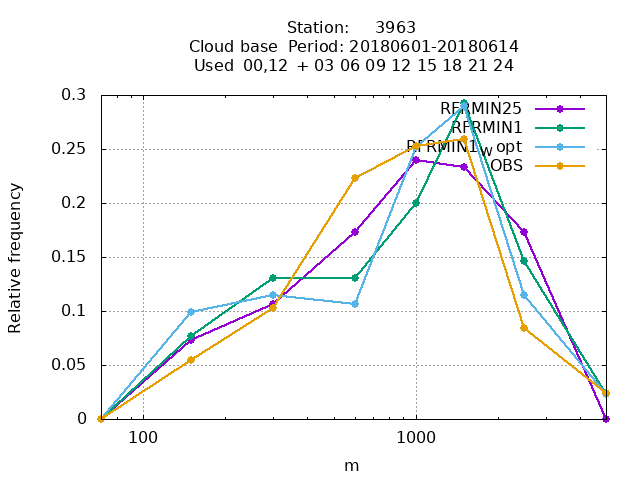 Station: 3963
Cloud base Period: 20180601-20180614
Used 00,12 + 03 06 09 12 15 18 21 24
0.3
0.25
0.2
0.15
0.1
0.05
0
Relative frequency
RFRMIN25
RFRMIN1
RFRMIN1wopt
OBS
100
1000
m